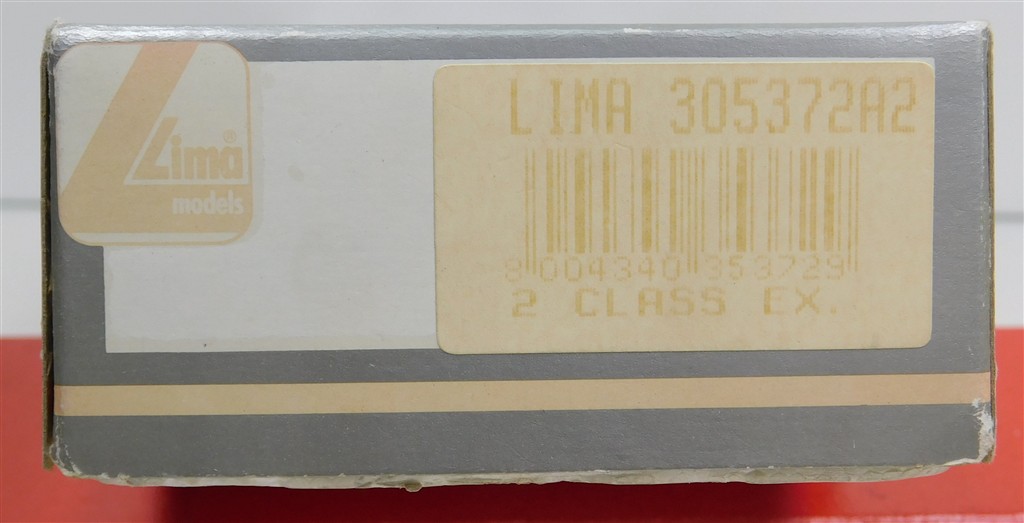 Lima®
models
LIMA 305372A2
8 004340 353729
2 CLASS EX.